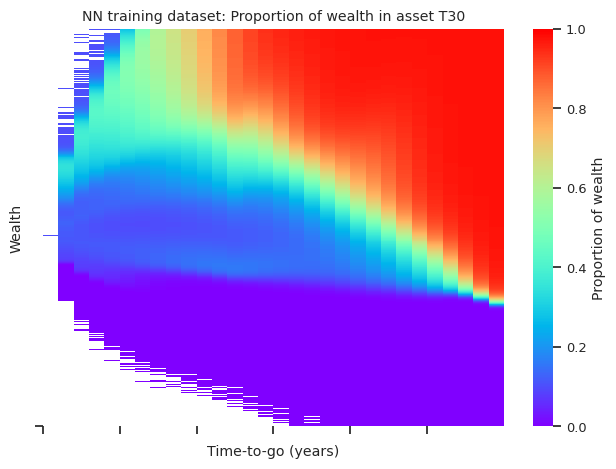 NN training dataset: Proportion of wealth in asset T30
Wealth
Time-to-go (years)
1.0
0.8
0.6
0.4
0.2
0.0
Proportion of wealth